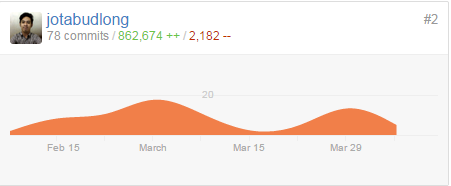 jotabudlong #2
78 commits / 862,674 ++ / 2,182 --
20
Feb 15 March Mar 15 Mar 29